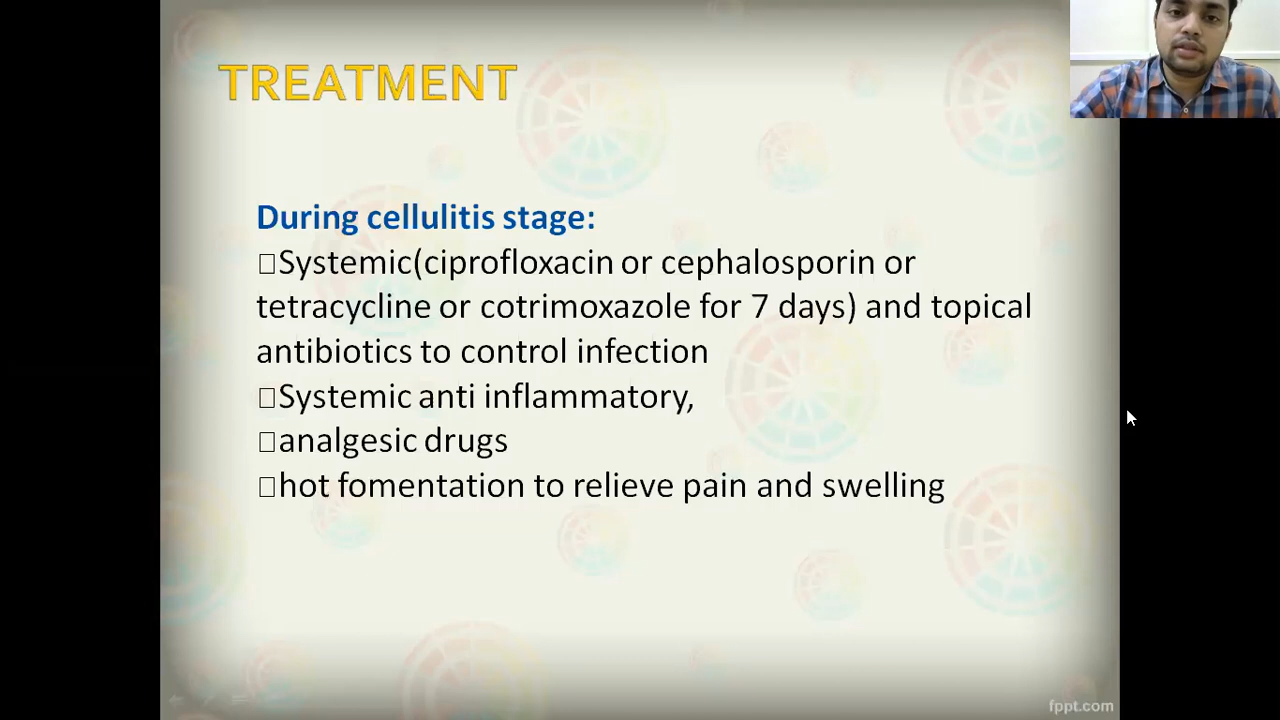 TREATMENT
During cellulitis stage:
□Systemic(ciprofloxacin or cephalosporin or
tetracycline or cotrimoxazole for 7 days) and topical
antibiotics to control infection
□Systemic anti inflammatory,
□analgesic drugs
□hot fomentation to relieve pain and swelling
fppt.com